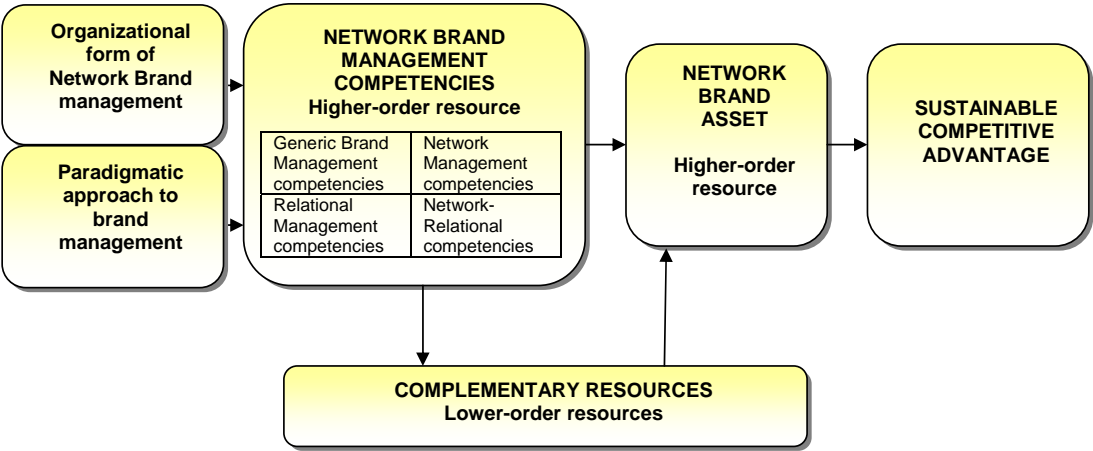 Organizational
form of
Network Brand
management
Paradigmatic
approach to
brand
management
NETWORK BRAND
MANAGEMENT
COMPETENCIES
Higher-order resource
Generic Brand
Management
competencies
Network
Management
competencies
Relational
Management
competencies
Network-
Relational
competencies
NETWORK
BRAND
ASSET
Higher-order
resource
SUSTAINABLE
COMPETITIVE
ADVANTAGE
COMPLEMENTARY RESOURCES
Lower-order resources